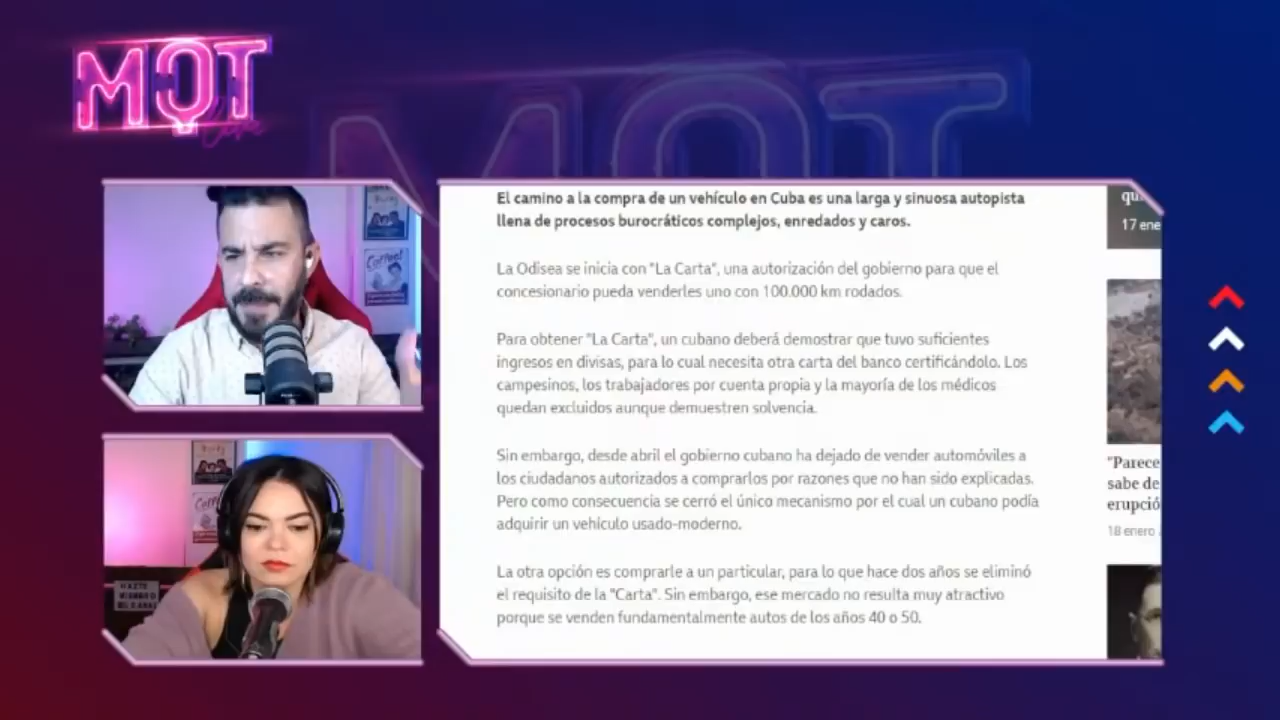 MQT
live
El camino a la compra de un vehículo en Cuba es una larga y sinuosa autopista
llena de procesos burocráticos complejos, enredados y caros.
La Odisea se inicia con "La Carta", una autorización del gobierno para que el
concesionario pueda venderles uno con 100.000 km rodados.
Para obtener "La Carta", un cubano deberá demostrar que tuvo suficientes
ingresos en divisas, para lo cual necesita otra carta del banco certificándolo. Los
campesinos, los trabajadores por cuenta propia y la mayoría de los médicos
quedan excluidos aunque demuestren solvencia.
Sin embargo, desde abril el gobierno cubano ha dejado de vender automóviles a
los ciudadanos autorizados a comprarlos por razones que no han sido explicadas.
Pero como consecuencia se cerró el único mecanismo por el cual un cubano podía
adquirir un vehículo usado-moderno.
La otra opción es comprarle a un particular, para lo que hace dos años se eliminó
el requisito de la "Carta". Sin embargo, ese mercado no resulta muy atractivo
porque se venden fundamentalmente autos de los años 40 o 50.
17 ene
"Parece
sabe de
erupció
18 enero
Coffee!
HAZTE
MIEMBRO
DEL CANAL